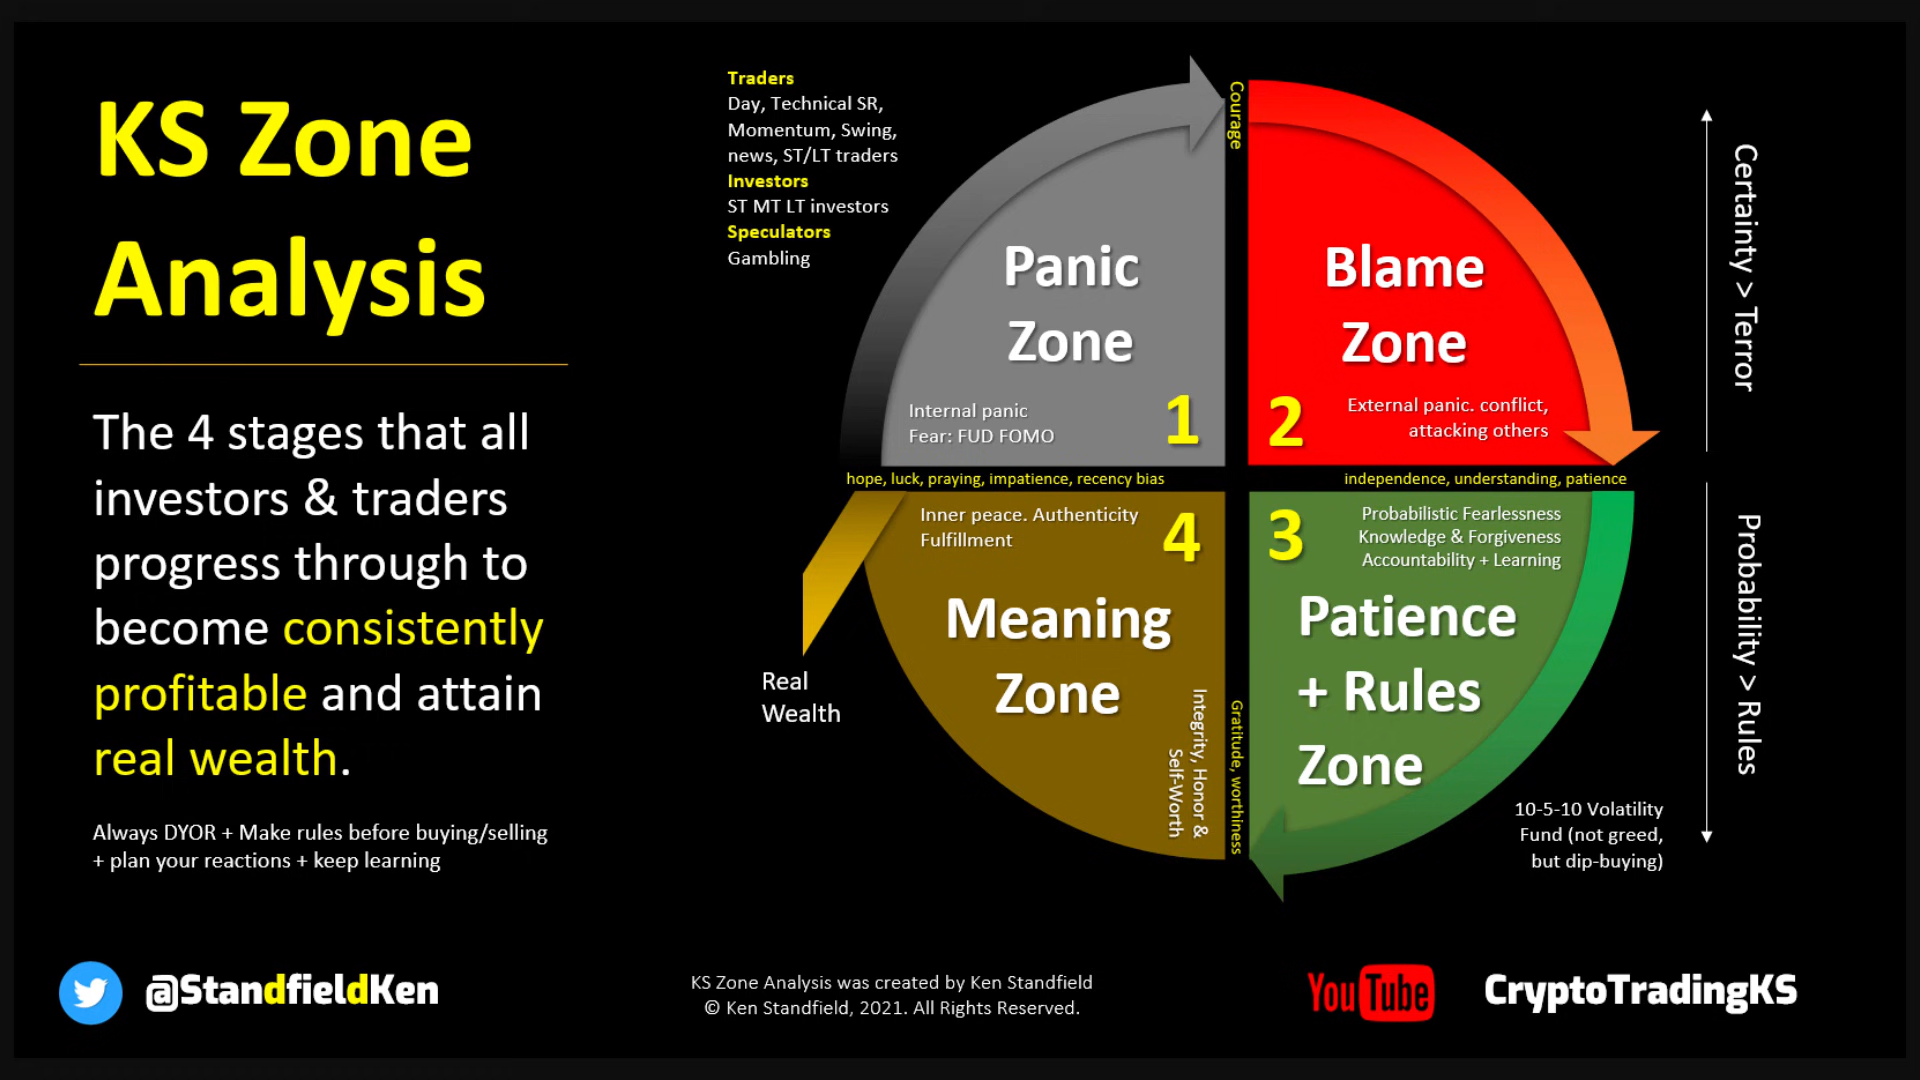 KS Zone
Analysis
The 4 stages that all
investors & traders
progress through to
become consistently
profitable and attain
real wealth.
Always DYOR + Make rules before buying/selling
+ plan your reactions + keep learning
Traders
Day, Technical SR,
Momentum, Swing,
news, ST/LT traders
Investors
ST MT LT investors
Speculators
Gambling
Panic
Zone
Internal panic
Fear: FUD FOMO
1
Courage
Blame
Zone
2
External panic. conflict,
attacking others
hope, luck, praying, impatience, recency bias
independence, understanding, patience
Inner peace. Authenticity
Fulfillment
4
Meaning
Zone
Integrity, Honor &
Self-Worth
Gratitude, worthiness
3
Probabilistic Fearlessness
Knowledge & Forgiveness
Accountability + Learning
Patience
+ Rules
Zone
Real
Wealth
10-5-10 Volatility
Fund (not greed,
but dip-buying)
Certainty > Terror
Probability > Rules
@StandfieldKen
KS Zone Analysis was created by Ken Standfield
© Ken Standfield, 2021. All Rights Reserved.
YouTube
CryptoTradingKS